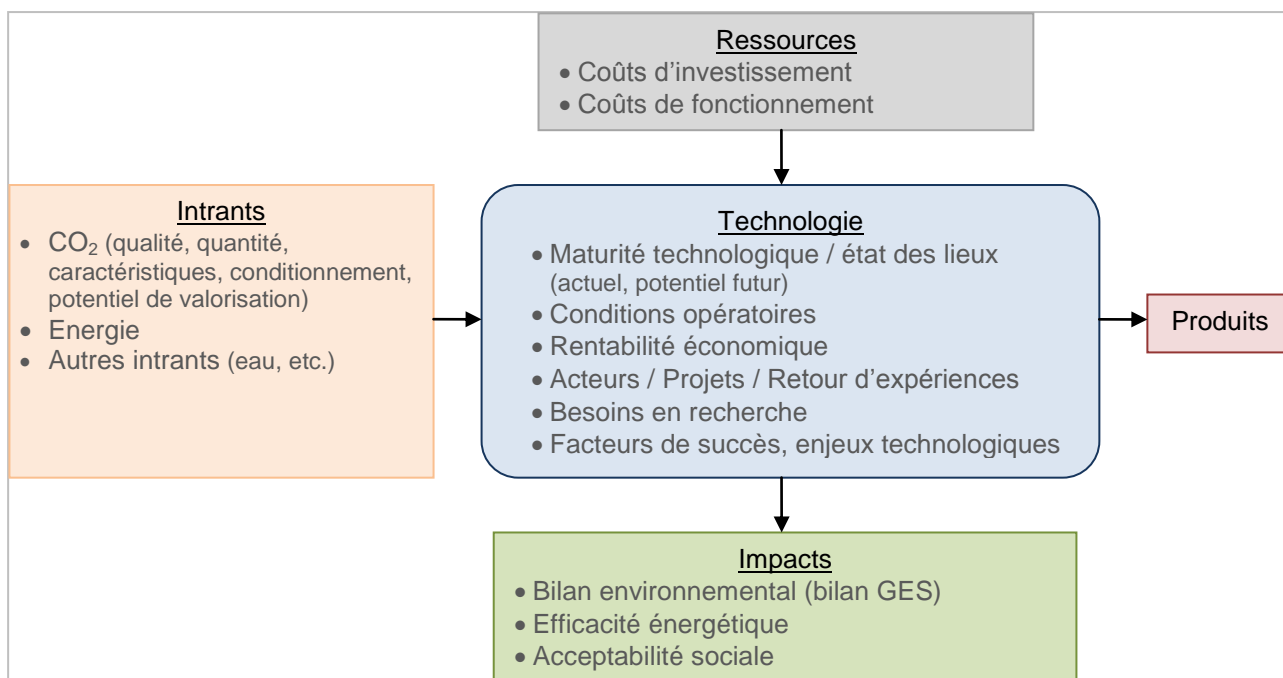 Ressources
• Coûts d’investissement
• Coûts de fonctionnement
Intrants
• CO₂ (qualité, quantité,
caractéristiques, conditionnement,
potentiel de valorisation)
• Energie
• Autres intrants (eau, etc.)
Technologie
• Maturité technologique / état des lieux
(actuel, potentiel futur)
• Conditions opératoires
• Rentabilité économique
• Acteurs / Projets / Retour d’expériences
• Besoins en recherche
• Facteurs de succès, enjeux technologiques
Produits
Impacts
• Bilan environnemental (bilan GES)
• Efficacité énergétique
• Acceptabilité sociale